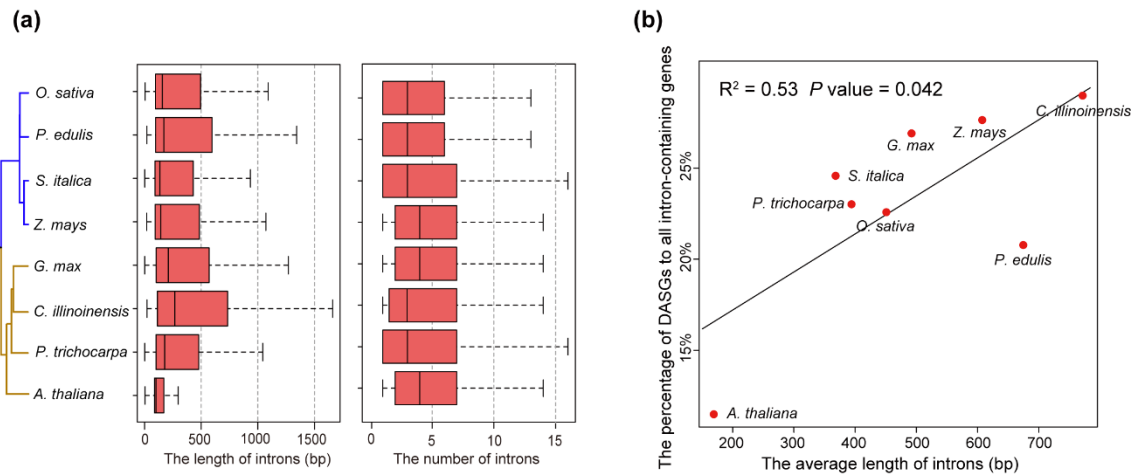 (a)
O. sativa
P. edulis
S. italica
Z. mays
G. max
C. illinoinensis
P. trichocarpa
A. thaliana
0 500 1000 1500
The length of introns (bp)
0 5 10 15
The number of introns
(b)
The percentage of DASGs to all intron-containing genes
25%
20%
15%
R² = 0.53 P value = 0.042
C. illinoinensis
Z. mays
G. max
S. italica
P. trichocarpa
O. sativa
P. edulis
A. thaliana
200 300 400 500 600 700
The average length of introns (bp)